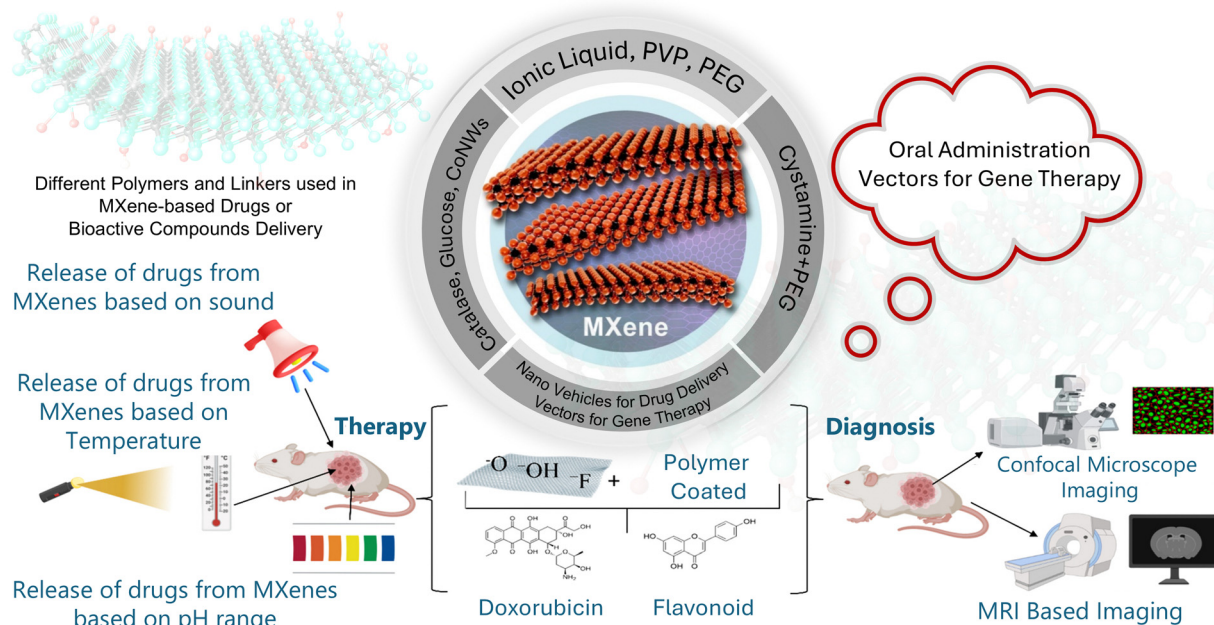 Ionic Liquid, PVP, PEG
Catalase, Glucose, CoNWs
Cystamine+PEG
MXene
Nano Vehicles for Drug Delivery
Vectors for Gene Therapy
Different Polymers and Linkers used in
MXene-based Drugs or
Bioactive Compounds Delivery
Oral Administration
Vectors for Gene Therapy
Release of drugs from
MXenes based on sound
Release of drugs from
MXenes based on
Temperature
°F °C
Therapy
Release of drugs from MXenes
based on pH range
-O -OH -F
+
Polymer
Coated
Doxorubicin
Flavonoid
Diagnosis
Confocal Microscope
Imaging
MRI Based Imaging